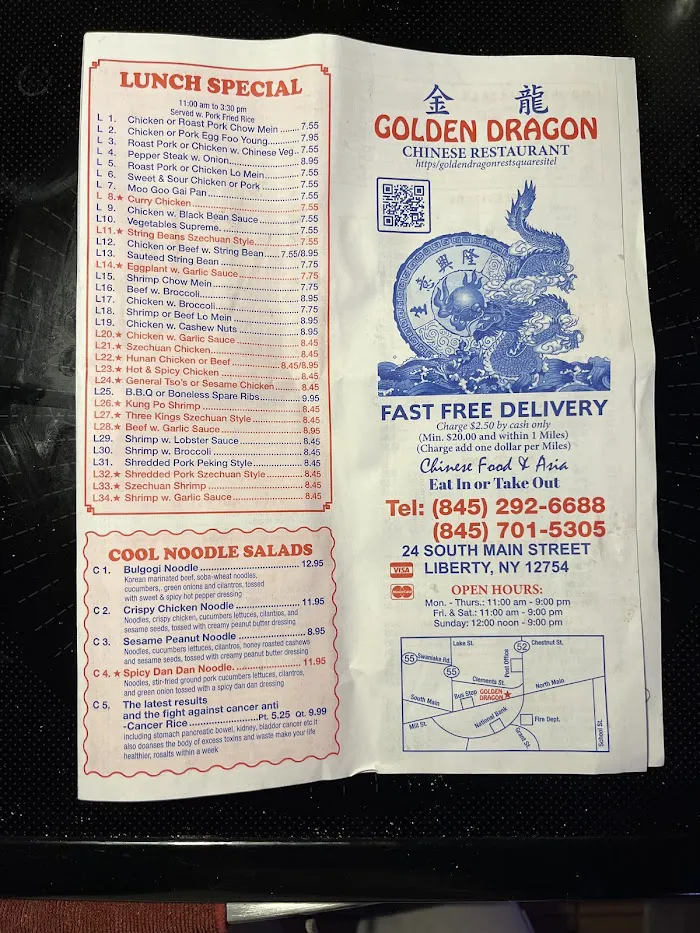 LUNCH SPECIAL
11:00 am to 3:30 pm
Served w. Pork Fried Rice
L 1. Chicken or Roast Pork Chow Mein ........ 7.55
L 2. Chicken or Pork Egg Foo Young ........ 7.95
L 3. Roast Pork or Chicken w. Chinese Veg.. 7.55
L 4. Pepper Steak w. Onion ........ 8.95
L 5. Roast Pork or Chicken Lo Mein ........ 7.55
L 6. Sweet & Sour Chicken or Pork ........ 7.55
L 7. Moo Goo Gai Pan ........ 7.55
L 8.★ Curry Chicken ........ 7.55
L 9. Chicken w. Black Bean Sauce ........ 7.55
L10. Vegetables Supreme ........ 7.55
L11.★ String Beans Szechuan Style ........ 7.55
L12. Chicken or Beef w. String Bean ........ 7.55/8.95
L13. Sauteed String Bean ........ 7.55
L14.★ Eggplant w. Garlic Sauce ........ 7.75
L15. Shrimp Chow Mein ........ 7.75
L16. Beef w. Broccoli ........ 8.95
L17. Chicken w. Broccoli ........ 7.75
L18. Shrimp or Beef Lo Mein ........ 8.95
L19. Chicken w. Cashew Nuts ........ 8.95
L20.★ Chicken w. Garlic Sauce ........ 8.45
L21.★ Szechuan Chicken ........ 8.45
L22.★ Hunan Chicken or Beef ........ 8.45/8.95
L23.★ Hot & Spicy Chicken ........ 8.45
L24.★ General Tso's or Sesame Chicken ........ 8.45
L25. B.B.Q or Boneless Spare Ribs ........ 9.95
L26.★ Kung Po Shrimp ........ 8.45
L27.★ Three Kings Szechuan Style ........ 8.45
L28.★ Beef w. Garlic Sauce ........ 8.95
L29. Shrimp w. Lobster Sauce ........ 8.45
L30. Shrimp w. Broccoli ........ 8.45
L31. Shredded Pork Peking Style ........ 8.45
L32.★ Shredded Pork Szechuan Style ........ 8.45
L33.★ Szechuan Shrimp ........ 8.45
L34.★ Shrimp w. Garlic Sauce ........ 8.45
COOL NOODLE SALADS
C 1. Bulgogi Noodle ........ 12.95
Korean marinated beef, soba-wheat noodles,
cucumbers, green onions and cilantros, tossed
with sweet & spicy hot pepper dressing
C 2. Crispy Chicken Noodle ........ 11.95
Noodles, crispy chicken, cucumbers lettuces, cilantros, and
sesame seeds, tossed with creamy peanut butter dressing
C 3. Sesame Peanut Noodle ........ 8.95
Noodles, cucumbers lettuces, cilantros, honey roasted cashews
and sesame seeds, tossed with creamy peanut butter dressing
C 4.★ Spicy Dan Dan Noodle. ........ 11.95
Noodles, stir-fried ground pork cucumbers lettuces, cilantros,
and green onion tossed with a spicy dan dan dressing
C 5. The latest results
and the fight against cancer anti
-Cancer Rice ........ Pt. 5.25 Qt. 9.99
including stomach pancreatic bowel, kidney, bladdor cancer etc it
also doanses the body of excess toxins and waste make your life
healthier, rosalts within a week
金 龍
GOLDEN DRAGON
CHINESE RESTAURANT
https/goldendragonrestsquaresitel
FAST FREE DELIVERY
Charge $2.50 by cash only
(Min. $20.00 and within 1 Miles)
(Charge add one dollar per Miles)
Chinese Food & Asia
Eat In or Take Out
Tel: (845) 292-6688
(845) 701-5305
24 SOUTH MAIN STREET
VISA LIBERTY, NY 12754
OPEN HOURS:
Mon. - Thurs.: 11:00 am - 9:00 pm
Fri. & Sat.: 11:00 am - 9:00 pm
Sunday: 12:00 noon - 9:00 pm
Lake St.
52
Chestnut St.
55
Swanlake Rd.
55
Post Office
Clements St.
North Main
South Main
Bus Stop
GOLDEN
DRAGON★
Mill St.
National Bank
Grant St.
Fire Dept.
School St.